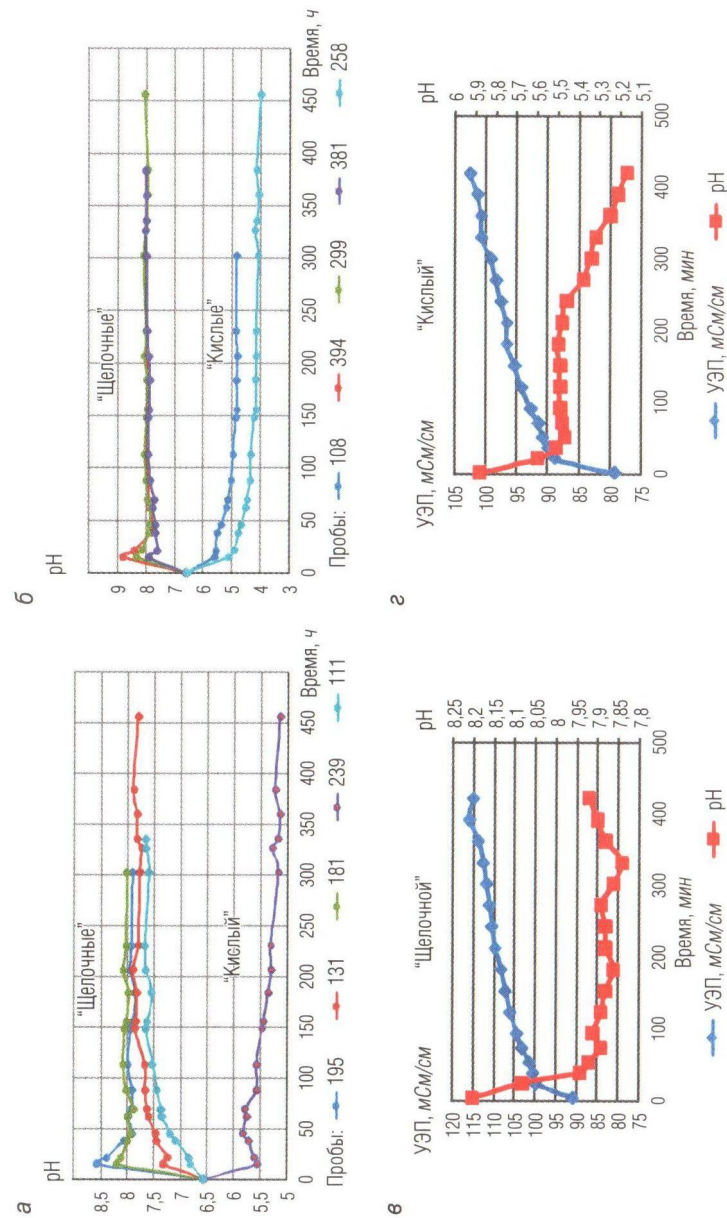 а
pH
8,5
8
7,5
7
6,5
6
5,5
5
"Щелочные"
"Кислый"
0 50 100 150 200 250 300 350 400 450 Время, ч
Пробы: 195 131 181 239 111
б
pH
9
8
7
6
5
4
3
"Щелочные"
"Кислые"
0 50 100 150 200 250 300 350 400 450 Время, ч
Пробы: 108 394 299 381 258
в
УЭП, мСм/см "Щелочной" pH
120
115
110
105
100
95
90
85
80
75
8,25
8,2
8,15
8,1
8,05
8
7,95
7,9
7,85
7,8
0 100 200 300 400 500
Время, мин
УЭП, мСм/см pH
г
УЭП, мСм/см "Кислый" pH
105
100
95
90
85
80
75
6
5,9
5,8
5,7
5,6
5,5
5,4
5,3
5,2
5,1
0 100 200 300 400 500
Время, мин
УЭП, мСм/см pH